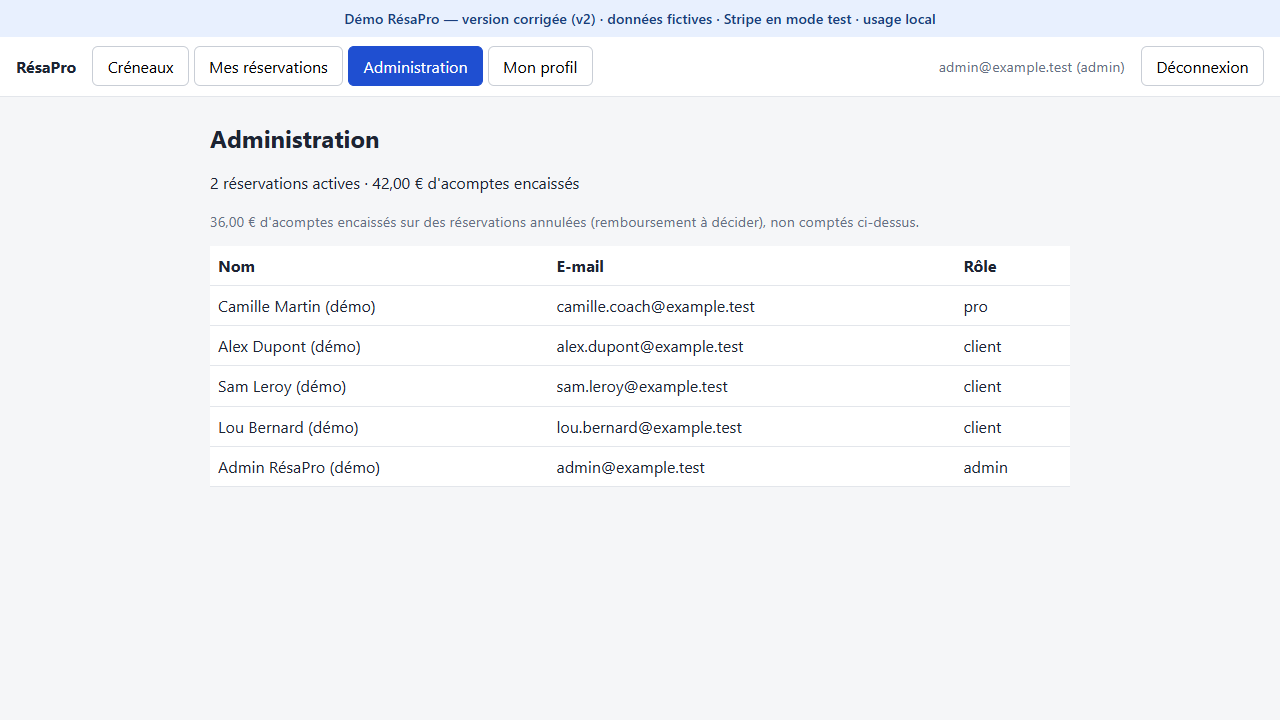 Démo RésaPro — version corrigée (v2) · données fictives · Stripe en mode test · usage local
RésaPro Créneaux Mes réservations Administration Mon profil admin@example.test (admin) Déconnexion
Administration
2 réservations actives · 42,00 € d'acomptes encaissés
36,00 € d'acomptes encaissés sur des réservations annulées (remboursement à décider), non comptés ci-dessus.
Nom E-mail Rôle
Camille Martin (démo) camille.coach@example.test pro
Alex Dupont (démo) alex.dupont@example.test client
Sam Leroy (démo) sam.leroy@example.test client
Lou Bernard (démo) lou.bernard@example.test client
Admin RésaPro (démo) admin@example.test admin